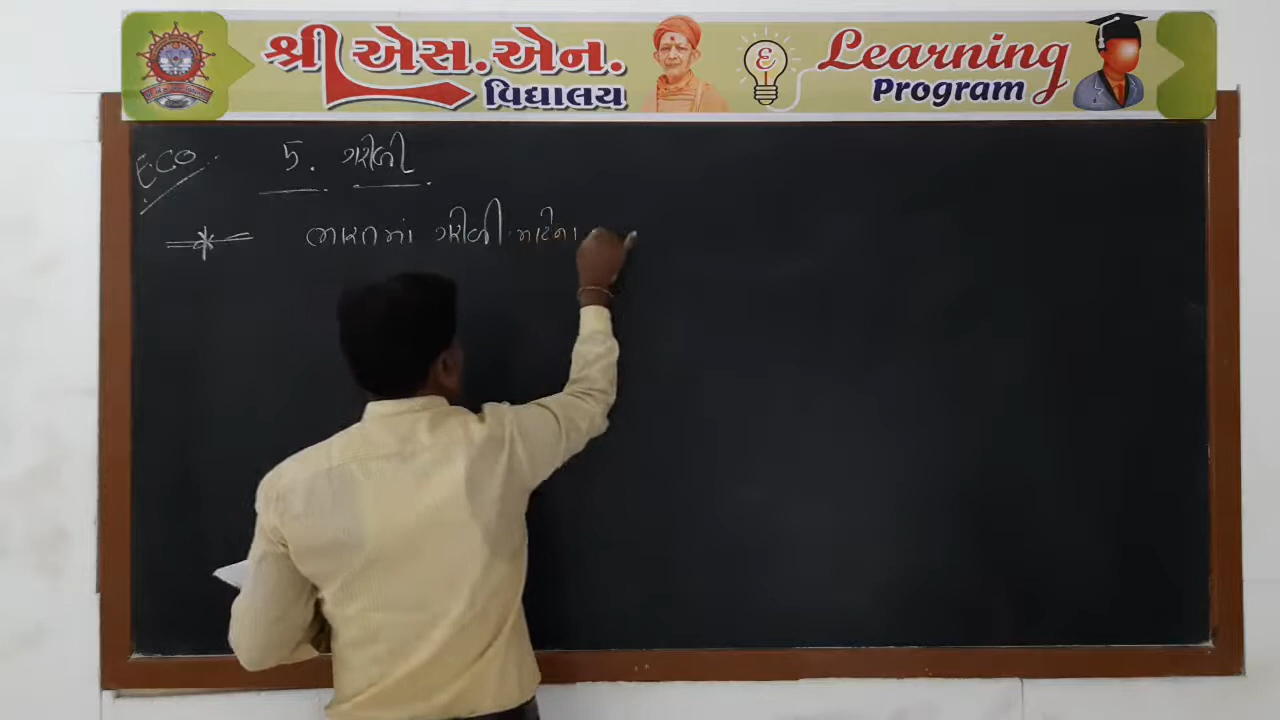 શ્રી એસ.એન.
વિદ્યાલય
Learning
Program
ECO
5. ગરીબી
ભારતમાં ગરીબી માટેના